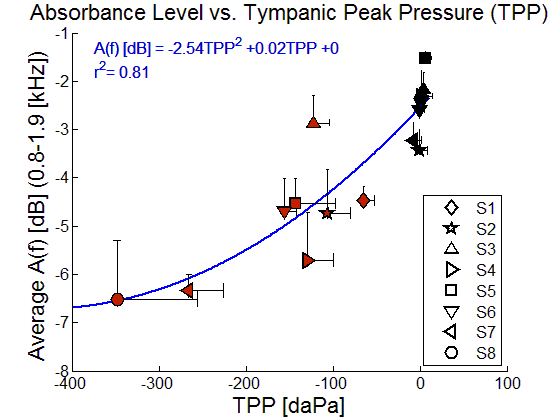 Absorbance Level vs. Tympanic Peak Pressure (TPP)
A(f) [dB] = -2.54TPP² +0.02TPP +0
r²= 0.81
Average A(f) [dB] (0.8-1.9 [kHz])
-1
-2
-3
-4
-5
-6
-7
-8
S1
S2
S3
S4
S5
S6
S7
S8
-400 -300 -200 -100 0 100
TPP [daPa]